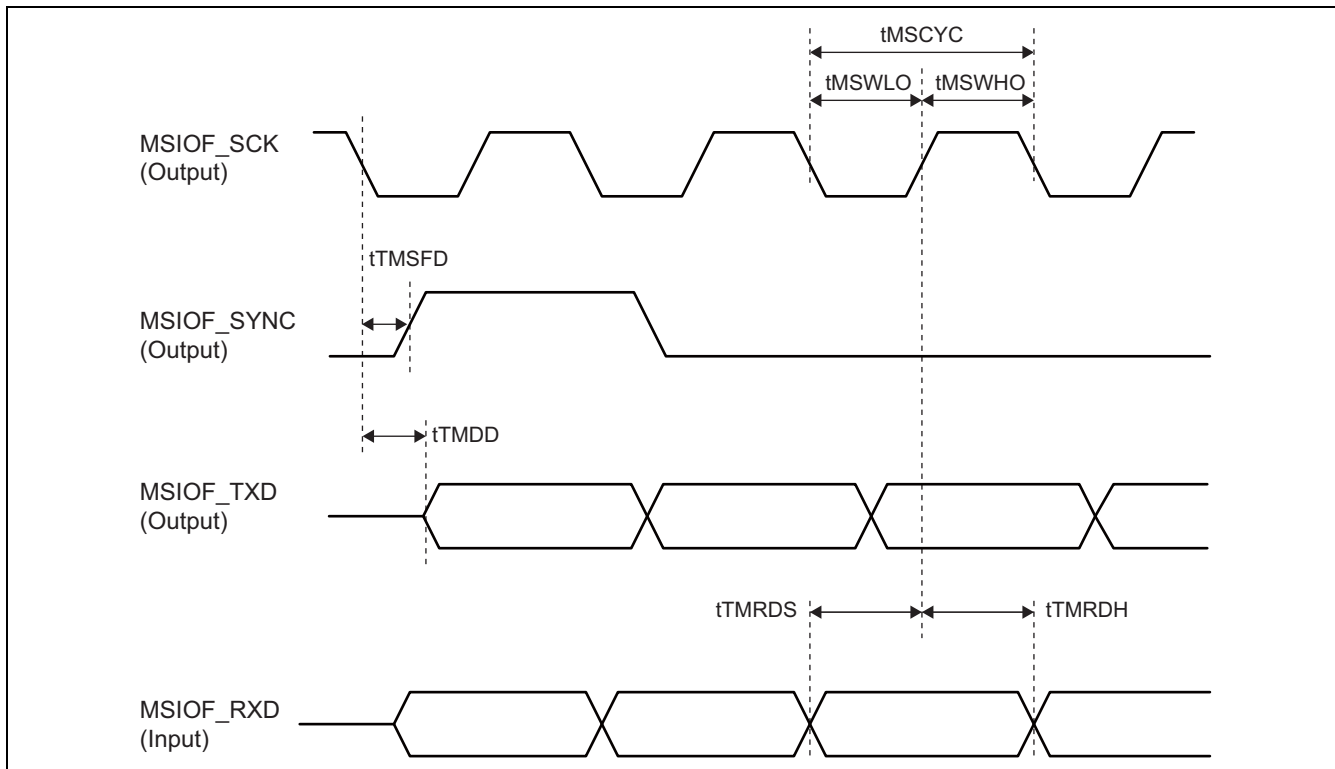 tMSCYC
tMSWLO tMSWHO
MSIOF_SCK
(Output)
tTMSFD
MSIOF_SYNC
(Output)
tTMDD
MSIOF_TXD
(Output)
tTMRDS tTMRDH
MSIOF_RXD
(Input)